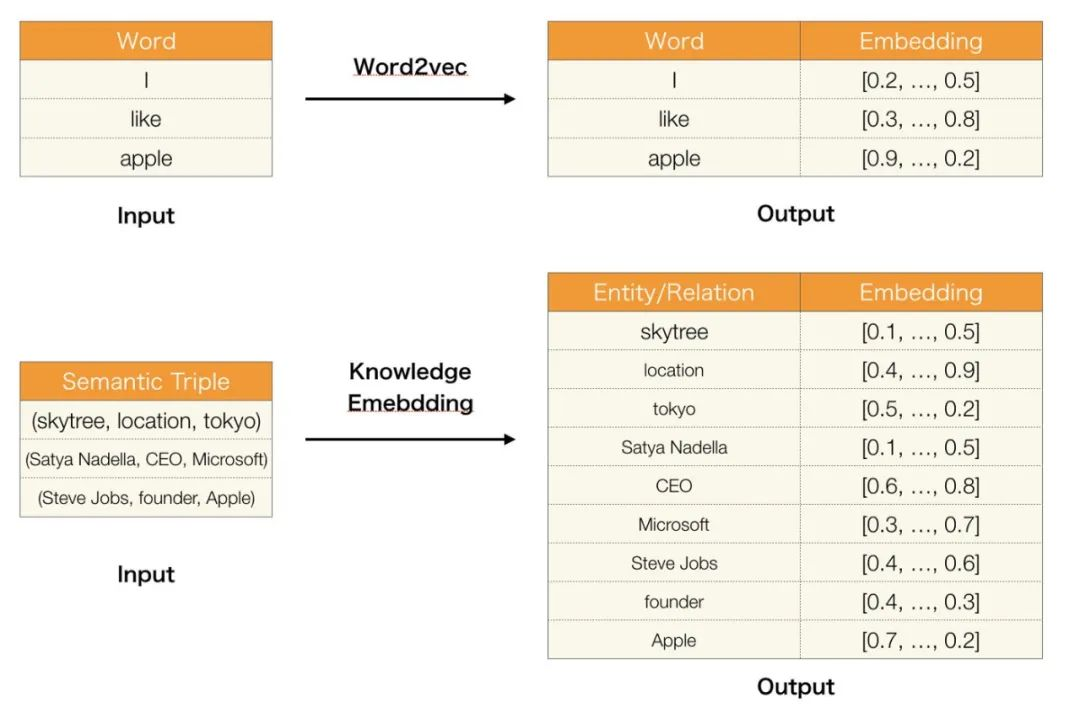 Word
I
like
apple
Input
Word2vec
Word Embedding
I [0.2, ..., 0.5]
like [0.3, ..., 0.8]
apple [0.9, ..., 0.2]
Output
Semantic Triple
(skytree, location, tokyo)
(Satya Nadella, CEO, Microsoft)
(Steve Jobs, founder, Apple)
Input
Knowledge
Emebdding
Entity/Relation Embedding
skytree [0.1, ..., 0.5]
location [0.4, ..., 0.9]
tokyo [0.5, ..., 0.2]
Satya Nadella [0.1, ..., 0.5]
CEO [0.6, ..., 0.8]
Microsoft [0.3, ..., 0.7]
Steve Jobs [0.4, ..., 0.6]
founder [0.4, ..., 0.3]
Apple [0.7, ..., 0.2]
Output